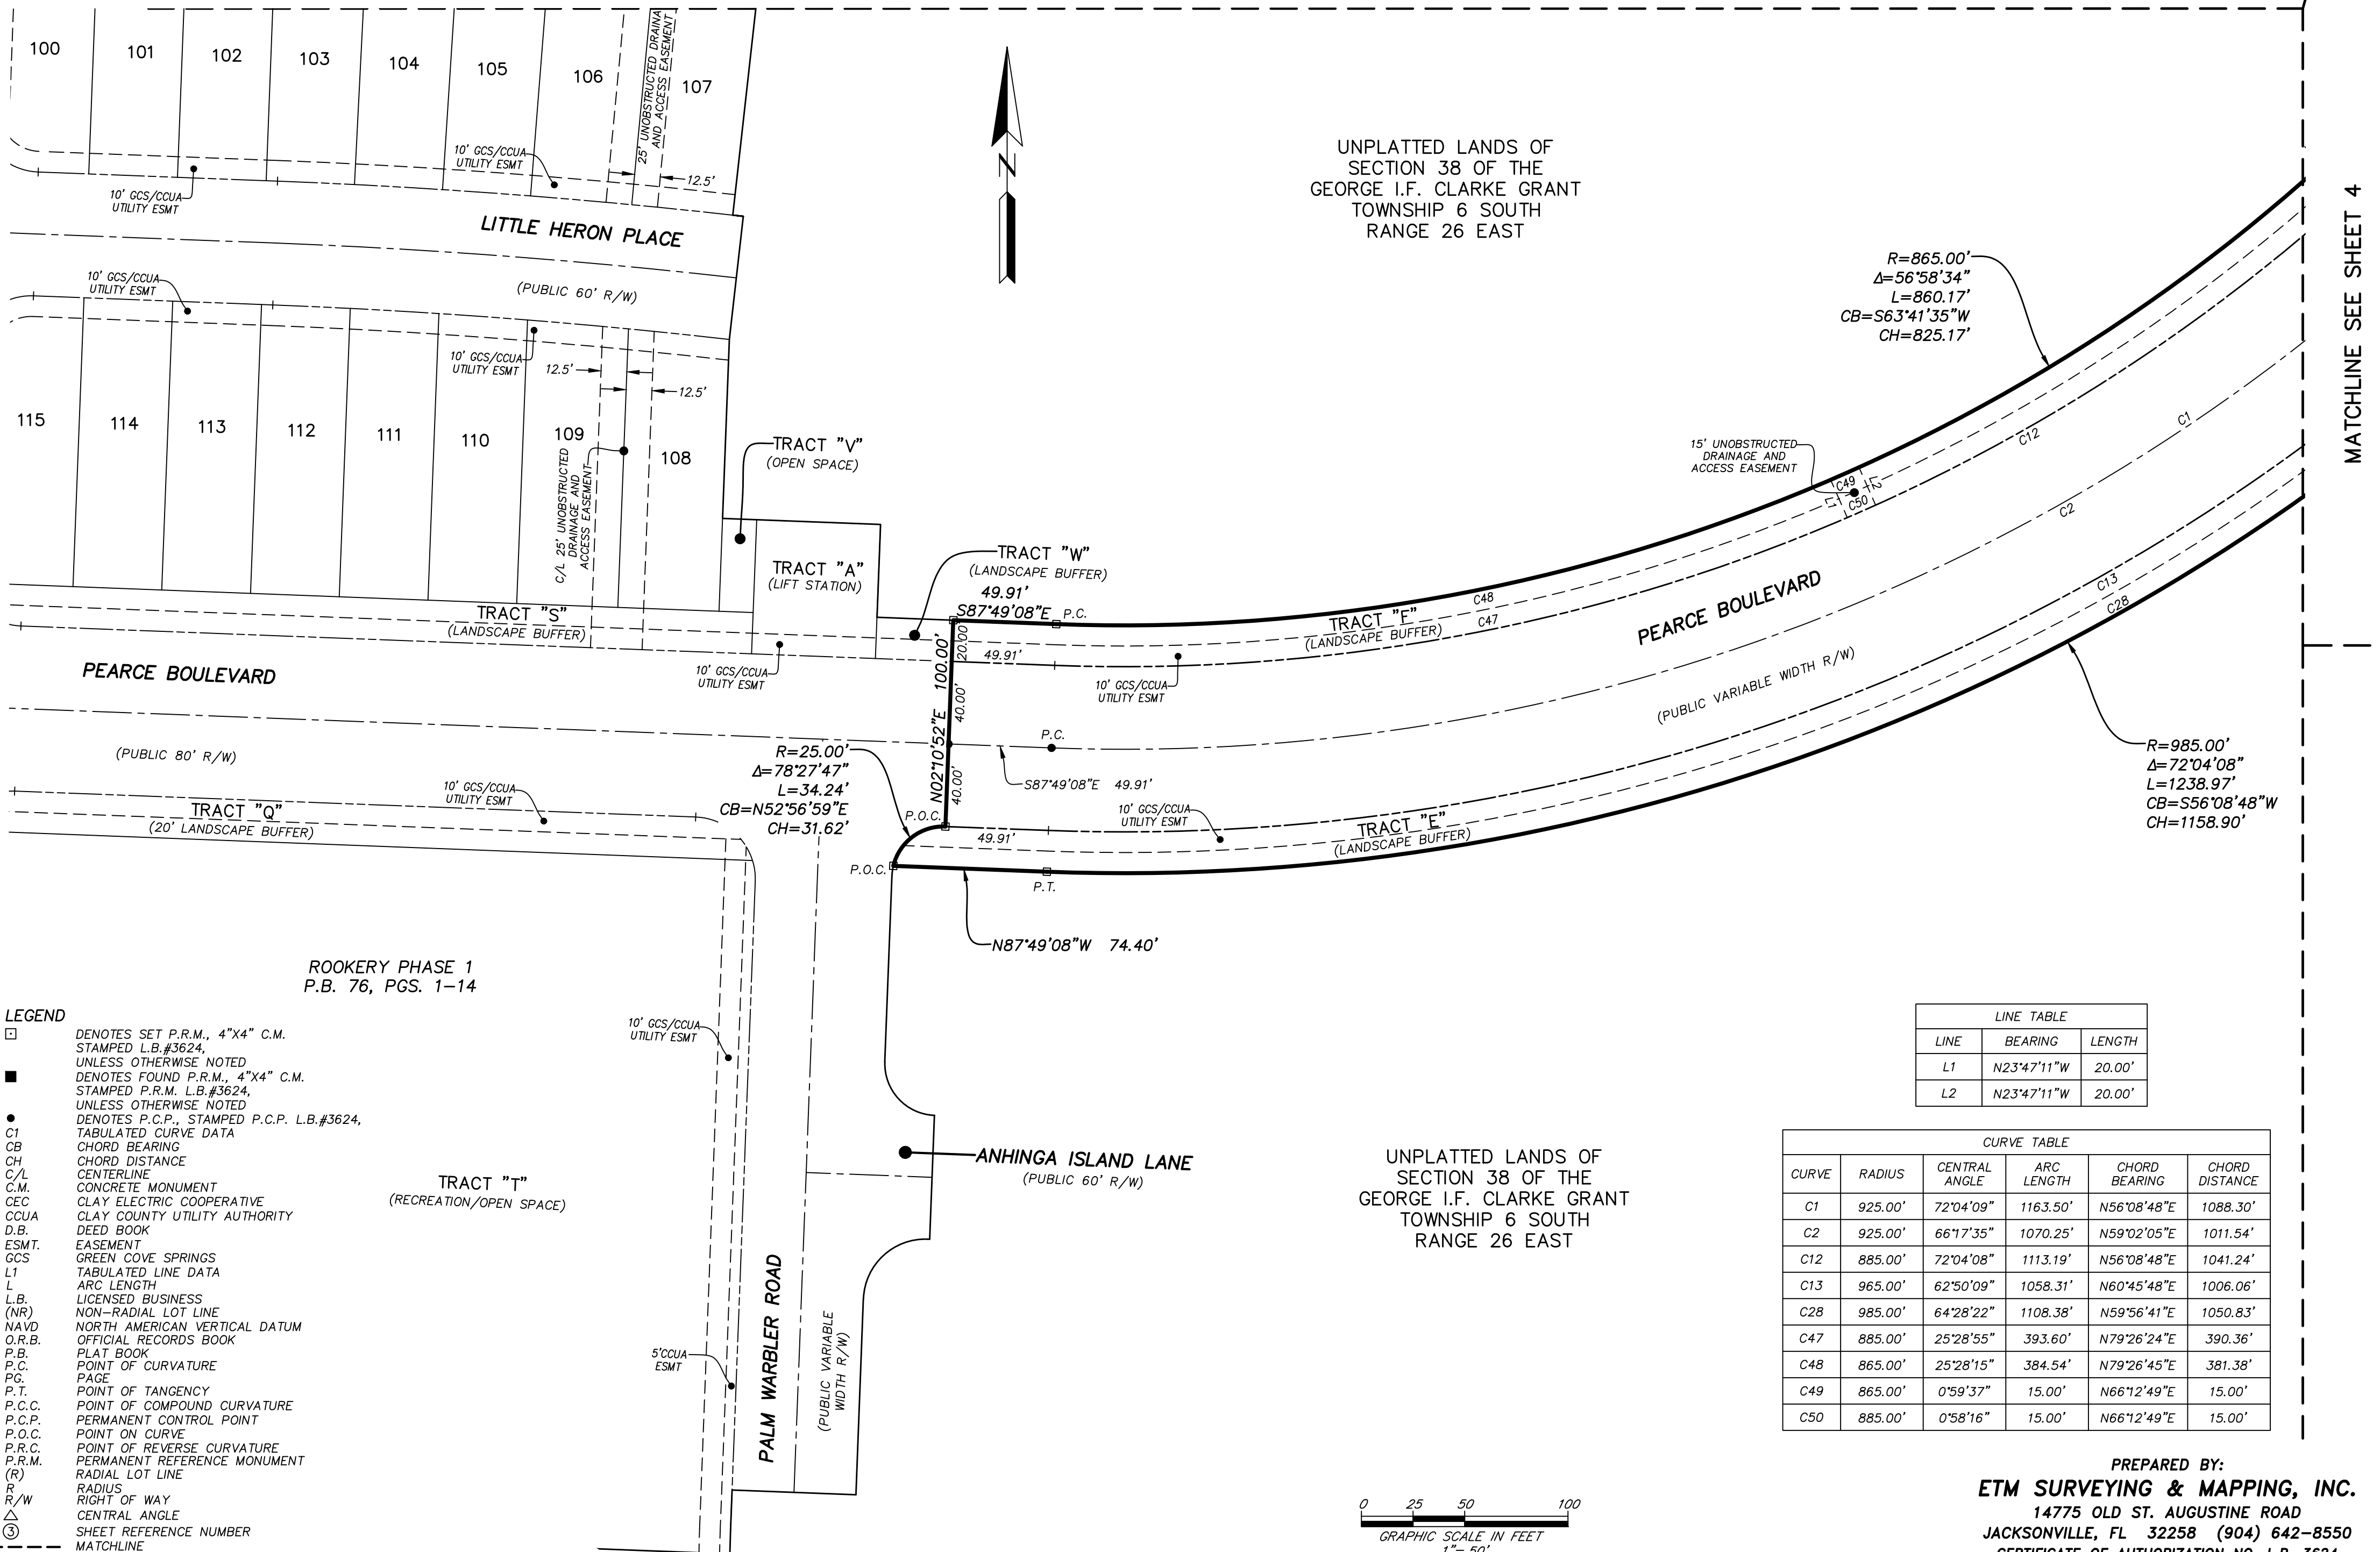 100
101
102
103
104
105
106
107
25' UNOBSTRUCTED DRAINA
AND ACCESS EASEMENT
10' GCS/CCUA
UTILITY ESMT
10' GCS/CCUA
UTILITY ESMT
12.5'
LITTLE HERON PLACE
(PUBLIC 60' R/W)
10' GCS/CCUA
UTILITY ESMT
10' GCS/CCUA
UTILITY ESMT
12.5'
12.5'
115
114
113
112
111
110
109
108
C/L 25' UNOBSTRUCTED
DRAINAGE AND
ACCESS EASEMENT
TRACT "V"
(OPEN SPACE)
TRACT "A"
(LIFT STATION)
TRACT "W"
(LANDSCAPE BUFFER)
TRACT "S"
(LANDSCAPE BUFFER)
10' GCS/CCUA
UTILITY ESMT
PEARCE BOULEVARD
(PUBLIC 80' R/W)
10' GCS/CCUA
UTILITY ESMT
TRACT "Q"
(20' LANDSCAPE BUFFER)
N
UNPLATTED LANDS OF
SECTION 38 OF THE
GEORGE I.F. CLARKE GRANT
TOWNSHIP 6 SOUTH
RANGE 26 EAST
R=865.00'
Δ=56°58'34"
L=860.17'
CB=S63°41'35"W
CH=825.17'
MATCHLINE SEE SHEET 4
15' UNOBSTRUCTED
DRAINAGE AND
ACCESS EASEMENT
C49
C50
L1
L2
C12
C1
C2
C13
C28
49.91'
S87°49'08"E
P.C.
20.00'
49.91'
N02°10'52"E 100.00'
40.00'
40.00'
C48
TRACT "F"
(LANDSCAPE BUFFER)
C47
10' GCS/CCUA
UTILITY ESMT
PEARCE BOULEVARD
(PUBLIC VARIABLE WIDTH R/W)
P.C.
S87°49'08"E 49.91'
R=25.00'
Δ=78°27'47"
L=34.24'
CB=N52°56'59"E
CH=31.62'
P.O.C.
49.91'
10' GCS/CCUA
UTILITY ESMT
TRACT "E"
(LANDSCAPE BUFFER)
P.O.C.
P.T.
N87°49'08"W 74.40'
R=985.00'
Δ=72°04'08"
L=1238.97'
CB=S56°08'48"W
CH=1158.90'
ROOKERY PHASE 1
P.B. 76, PGS. 1-14
LEGEND
DENOTES SET P.R.M., 4"X4" C.M.
STAMPED L.B.#3624,
UNLESS OTHERWISE NOTED
DENOTES FOUND P.R.M., 4"X4" C.M.
STAMPED P.R.M. L.B.#3624,
UNLESS OTHERWISE NOTED
DENOTES P.C.P., STAMPED P.C.P. L.B.#3624,
C1 TABULATED CURVE DATA
CB CHORD BEARING
CH CHORD DISTANCE
C/L CENTERLINE
C.M. CONCRETE MONUMENT
CEC CLAY ELECTRIC COOPERATIVE
CCUA CLAY COUNTY UTILITY AUTHORITY
D.B. DEED BOOK
ESMT. EASEMENT
GCS GREEN COVE SPRINGS
L1 TABULATED LINE DATA
L ARC LENGTH
L.B. LICENSED BUSINESS
(NR) NON-RADIAL LOT LINE
NAVD NORTH AMERICAN VERTICAL DATUM
O.R.B. OFFICIAL RECORDS BOOK
P.B. PLAT BOOK
P.C. POINT OF CURVATURE
PG. PAGE
P.T. POINT OF TANGENCY
P.C.C. POINT OF COMPOUND CURVATURE
P.C.P. PERMANENT CONTROL POINT
P.O.C. POINT ON CURVE
P.R.C. POINT OF REVERSE CURVATURE
P.R.M. PERMANENT REFERENCE MONUMENT
(R) RADIAL LOT LINE
R RADIUS
R/W RIGHT OF WAY
△ CENTRAL ANGLE
③ SHEET REFERENCE NUMBER
MATCHLINE
10' GCS/CCUA
UTILITY ESMT
TRACT "T"
(RECREATION/OPEN SPACE)
5'CCUA
ESMT
PALM WARBLER ROAD
(PUBLIC VARIABLE
WIDTH R/W)
ANHINGA ISLAND LANE
(PUBLIC 60' R/W)
UNPLATTED LANDS OF
SECTION 38 OF THE
GEORGE I.F. CLARKE GRANT
TOWNSHIP 6 SOUTH
RANGE 26 EAST
LINE TABLE
LINE BEARING LENGTH
L1 N23°47'11"W 20.00'
L2 N23°47'11"W 20.00'
CURVE TABLE
CURVE RADIUS CENTRAL ANGLE ARC LENGTH CHORD BEARING CHORD DISTANCE
C1 925.00' 72°04'09" 1163.50' N56°08'48"E 1088.30'
C2 925.00' 66°17'35" 1070.25' N59°02'05"E 1011.54'
C12 885.00' 72°04'08" 1113.19' N56°08'48"E 1041.24'
C13 965.00' 62°50'09" 1058.31' N60°45'48"E 1006.06'
C28 985.00' 64°28'22" 1108.38' N59°56'41"E 1050.83'
C47 885.00' 25°28'55" 393.60' N79°26'24"E 390.36'
C48 865.00' 25°28'15" 384.54' N79°26'45"E 381.38'
C49 865.00' 0°59'37" 15.00' N66°12'49"E 15.00'
C50 885.00' 0°58'16" 15.00' N66°12'49"E 15.00'
0 25 50 100
GRAPHIC SCALE IN FEET
1"= 50'
PREPARED BY:
ETM SURVEYING & MAPPING, INC.
14775 OLD ST. AUGUSTINE ROAD
JACKSONVILLE, FL 32258 (904) 642-8550
CERTIFICATE OF AUTHORIZATION NO. L.B. 3624